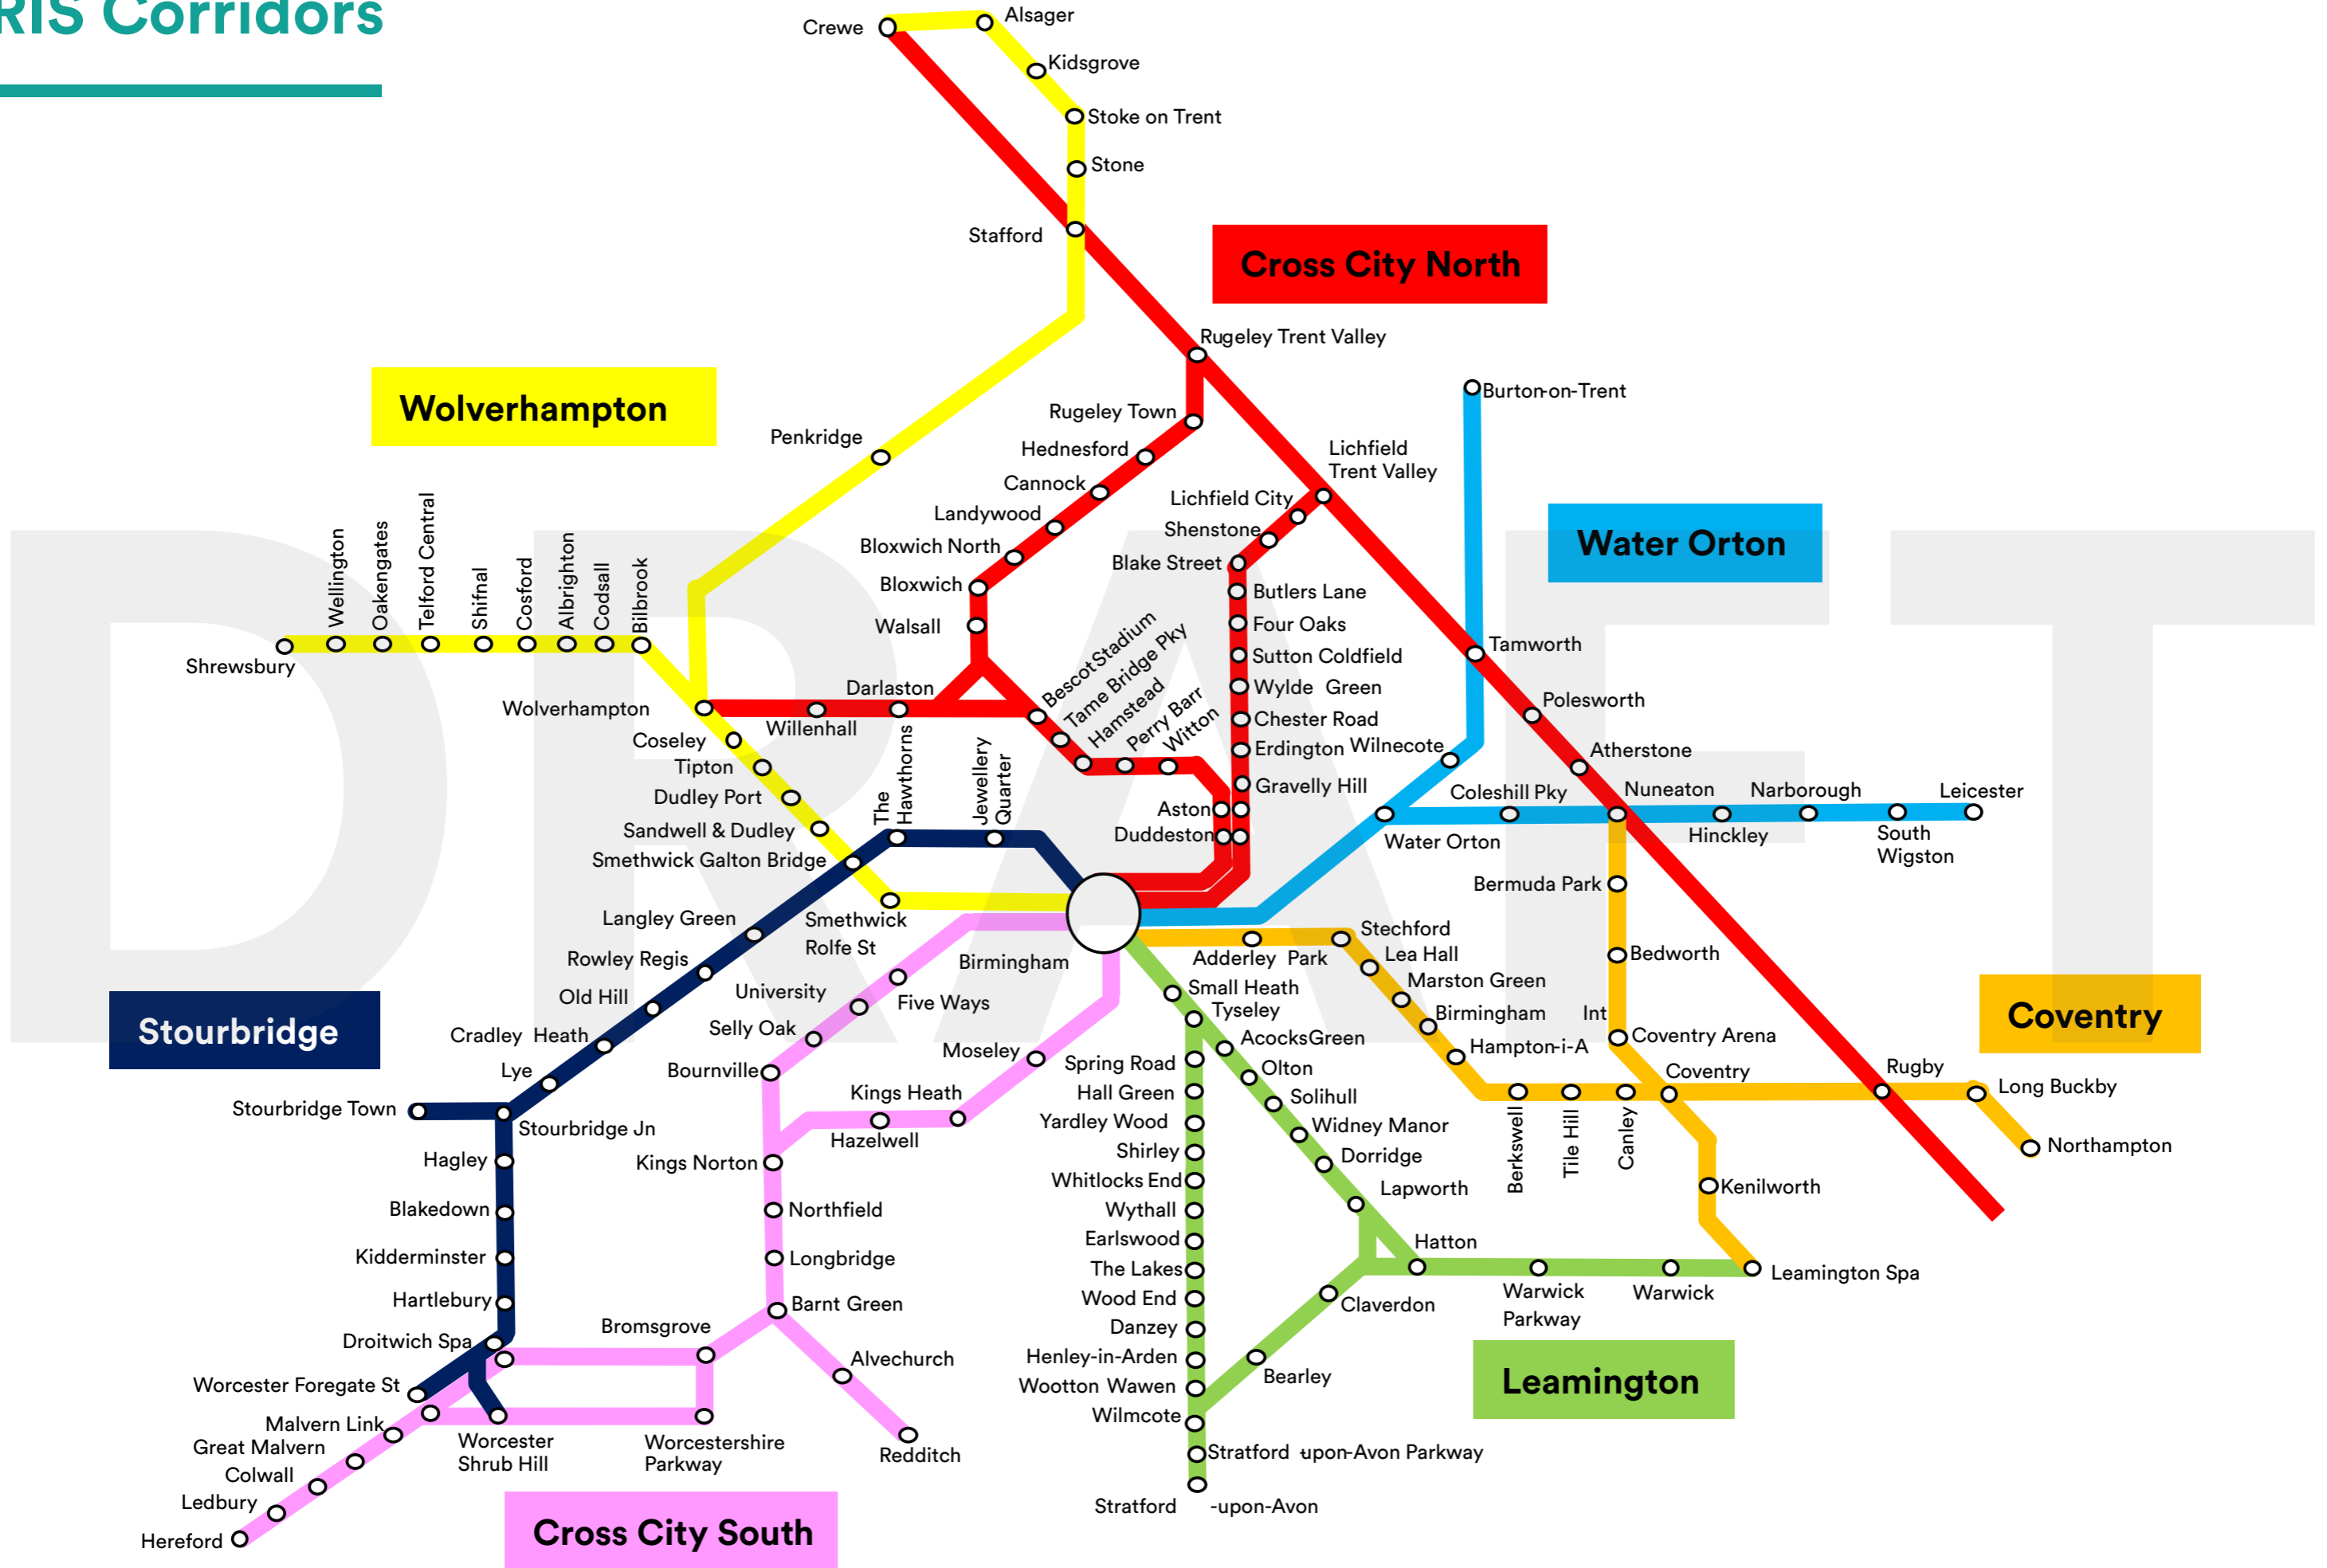 RIS Corridors
Crewe
Alsager
Kidsgrove
Stoke on Trent
Stone
Stafford
Cross City North
Rugeley Trent Valley
Wolverhampton
Burton-on-Trent
Rugeley Town
Penkridge
Hednesford
Lichfield
Trent Valley
Cannock
Lichfield City
Landywood
Shenstone
Water Orton
Bloxwich North
Blake Street
Bloxwich
Butlers Lane
Walsall
Four Oaks
Wellington
Oakengates
Telford Central
Shifnal
Cosford
Albrighton
Codsall
Bilbrook
Shrewsbury
DRAFT
Sutton Coldfield
Tamworth
Bescot Stadium
Tame Bridge Pky
Hamstead
Perry Barr
Witton
Darlaston
Wylde Green
Wolverhampton
Willenhall
Polesworth
Chester Road
Coseley
Erdington
Wilnecote
Atherstone
Tipton
The
Hawthorns
Jewellery
Quarter
Gravelly Hill
Coleshill Pky
Nuneaton
Narborough
Leicester
Dudley Port
Aston
Sandwell & Dudley
Duddeston
Water Orton
Hinckley
South
Wigston
Smethwick Galton Bridge
Bermuda Park
Langley Green
Smethwick
Rolfe St
Stechford
Rowley Regis
Birmingham
Adderley Park
Lea Hall
Bedworth
Old Hill
University
Five Ways
Small Heath
Marston Green
Tyseley
Birmingham Int
Coventry
Stourbridge
Cradley Heath
Selly Oak
Moseley
Acocks Green
Hampton-i-A
Coventry Arena
Lye
Bournville
Spring Road
Olton
Coventry
Rugby
Long Buckby
Stourbridge Town
Kings Heath
Hall Green
Solihull
Stourbridge Jn
Hazelwell
Yardley Wood
Widney Manor
Berkswell
Tile Hill
Canley
Northampton
Hagley
Kings Norton
Shirley
Dorridge
Whitlocks End
Lapworth
Kenilworth
Blakedown
Northfield
Wythall
Kidderminster
Longbridge
Earlswood
Hatton
The Lakes
Leamington Spa
Hartlebury
Barnt Green
Wood End
Claverdon
Warwick
Parkway
Warwick
Droitwich Spa
Bromsgrove
Danzey
Henley-in-Arden
Alvechurch
Bearley
Leamington
Worcester Foregate St
Wootton Wawen
Malvern Link
Wilmcote
Great Malvern
Worcester
Shrub Hill
Worcestershire
Parkway
Redditch
Stratford -upon-Avon Parkway
Colwall
Ledbury
Stratford -upon-Avon
Hereford
Cross City South